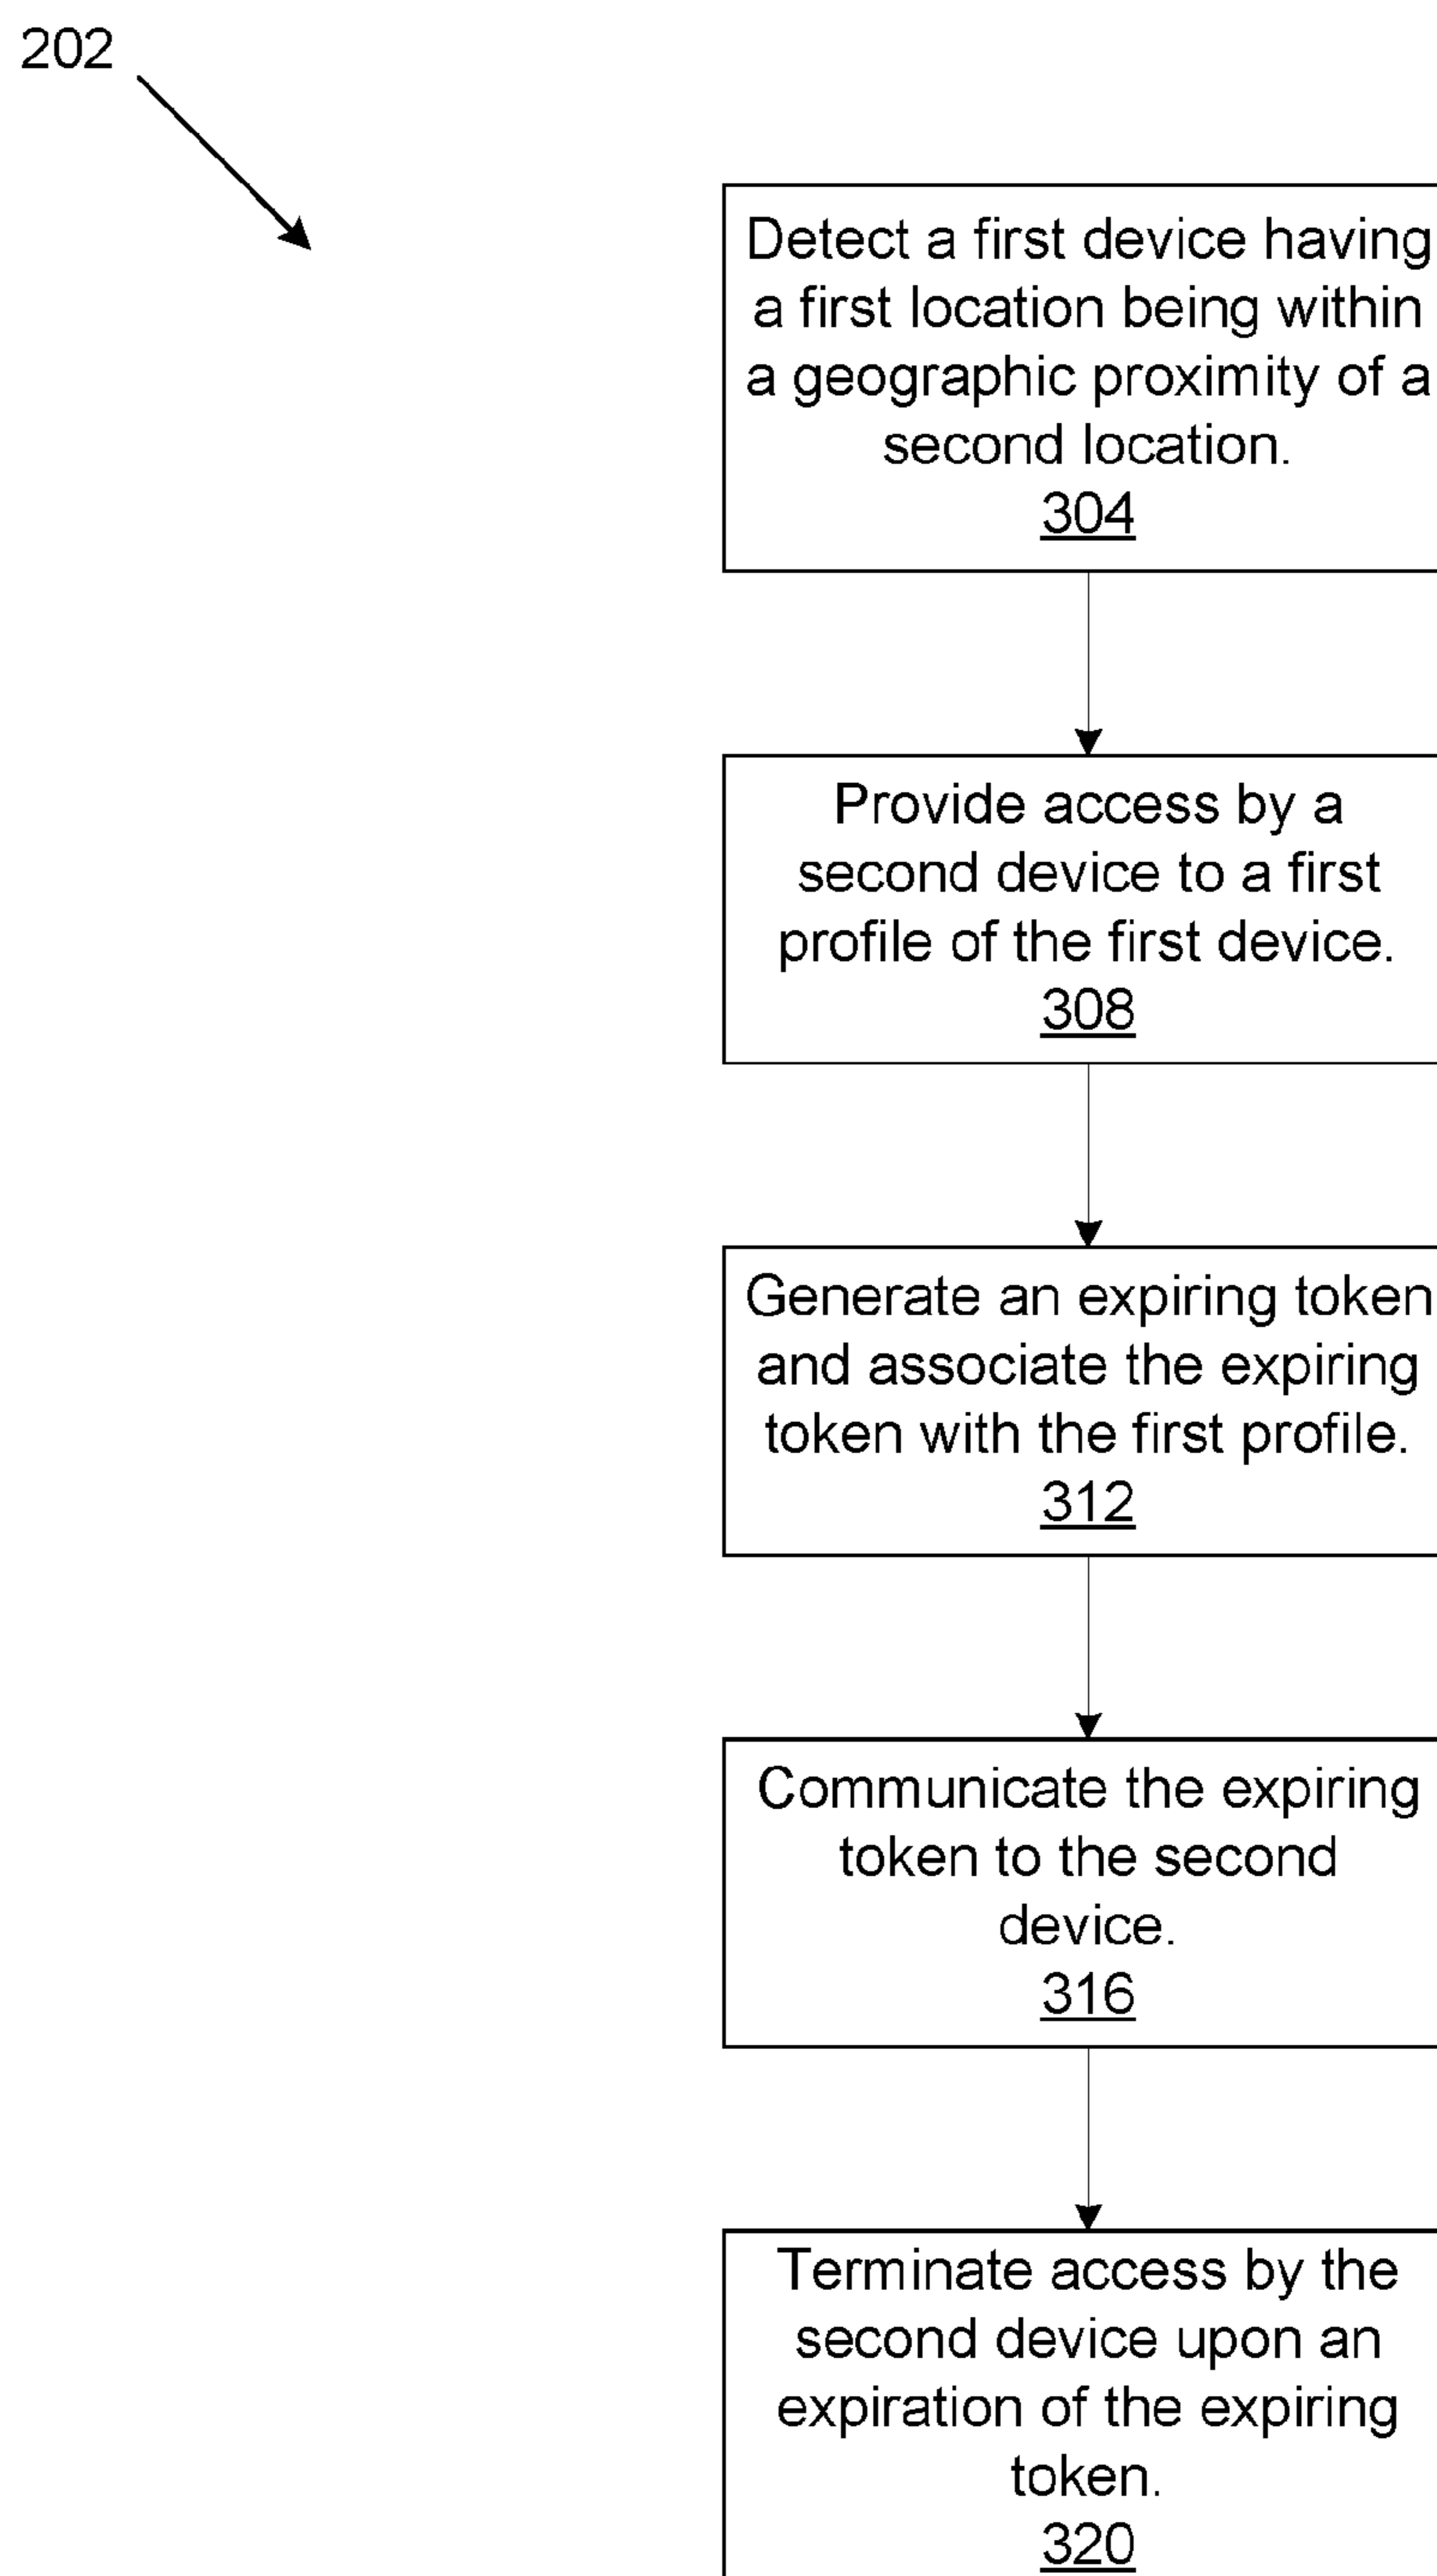 202
Detect a first device having
a first location being within
a geographic proximity of a
second location.
304
Provide access by a
second device to a first
profile of the first device.
308
Generate an expiring token
and associate the expiring
token with the first profile.
312
Communicate the expiring
token to the second
device.
316
Terminate access by the
second device upon an
expiration of the expiring
token.
320